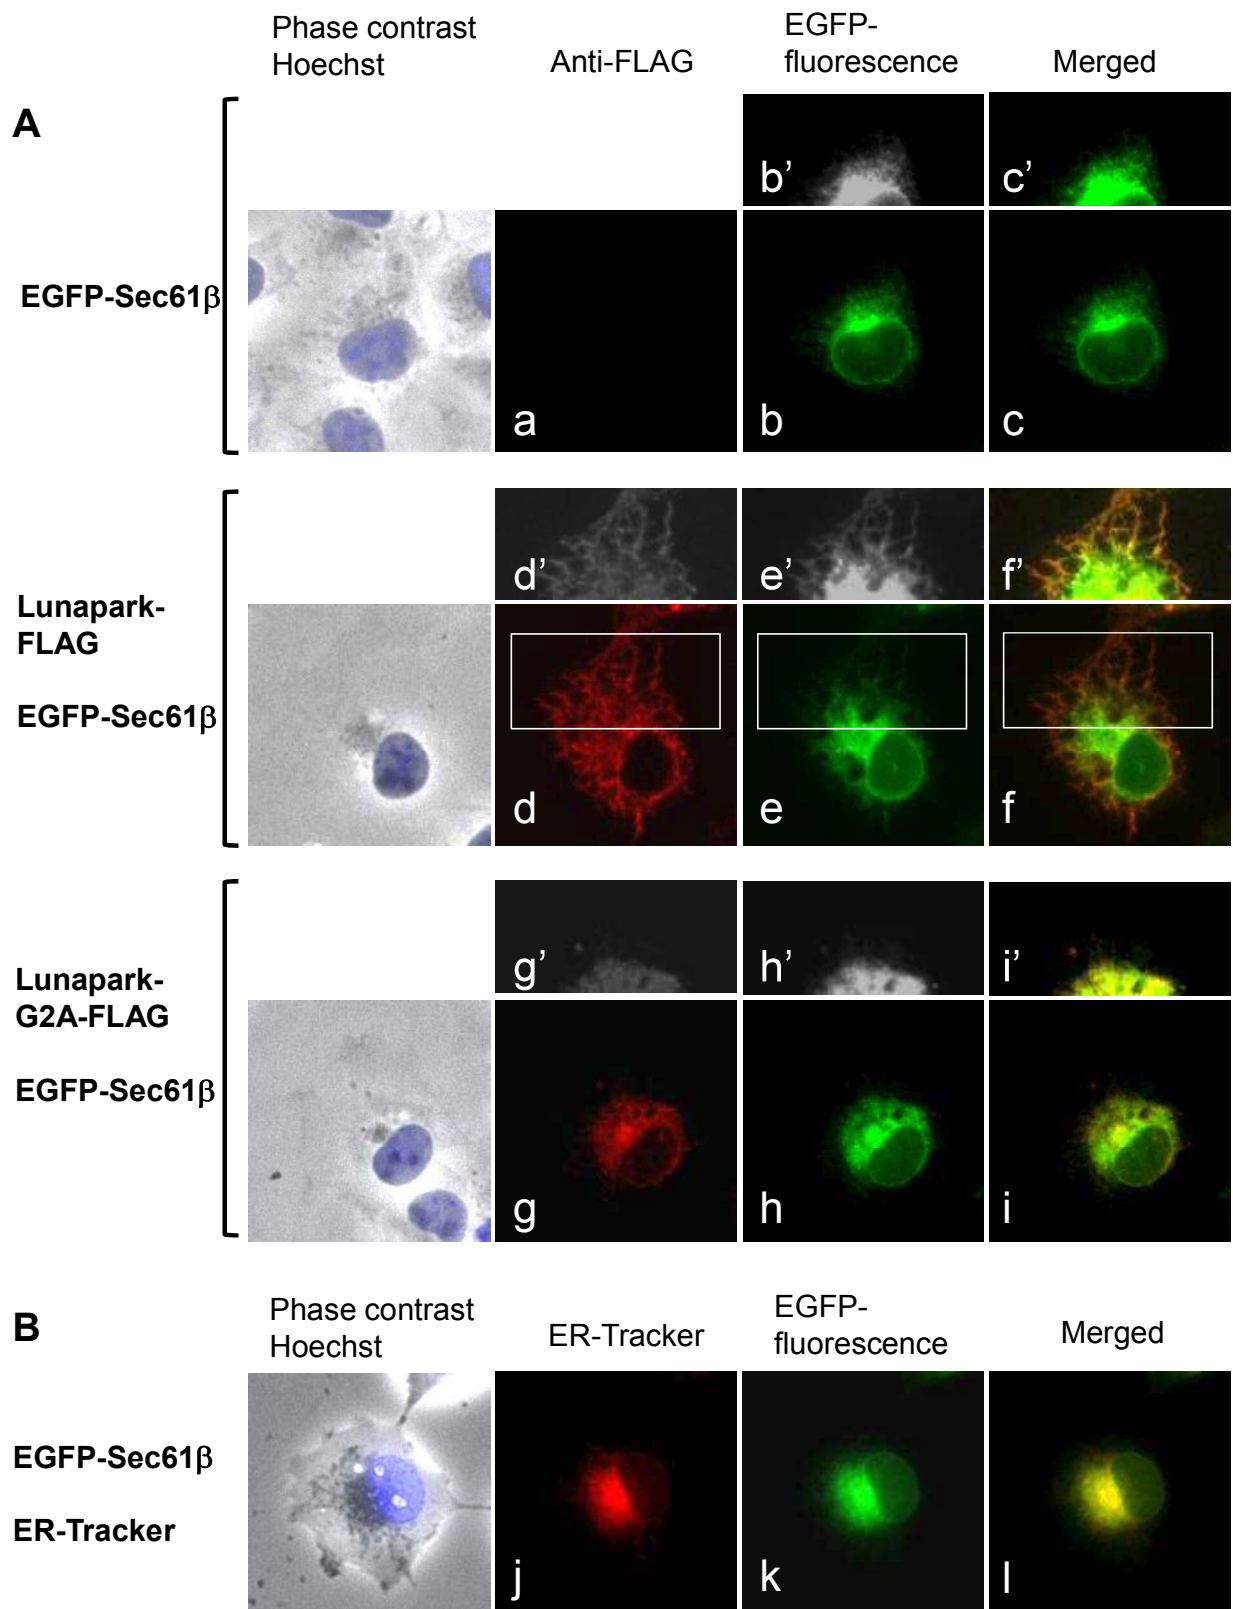 Phase contrast
Hoechst
Anti-FLAG
EGFP-
fluorescence
Merged
A
EGFP-Sec61β
b’
c’
a
b
c
Lunapark-
FLAG
EGFP-Sec61β
d’
e’
f’
d
e
f
Lunapark-
G2A-FLAG
EGFP-Sec61β
g’
h’
i’
g
h
i
B
Phase contrast
Hoechst
ER-Tracker
EGFP-
fluorescence
Merged
EGFP-Sec61β
ER-Tracker
j
k
l